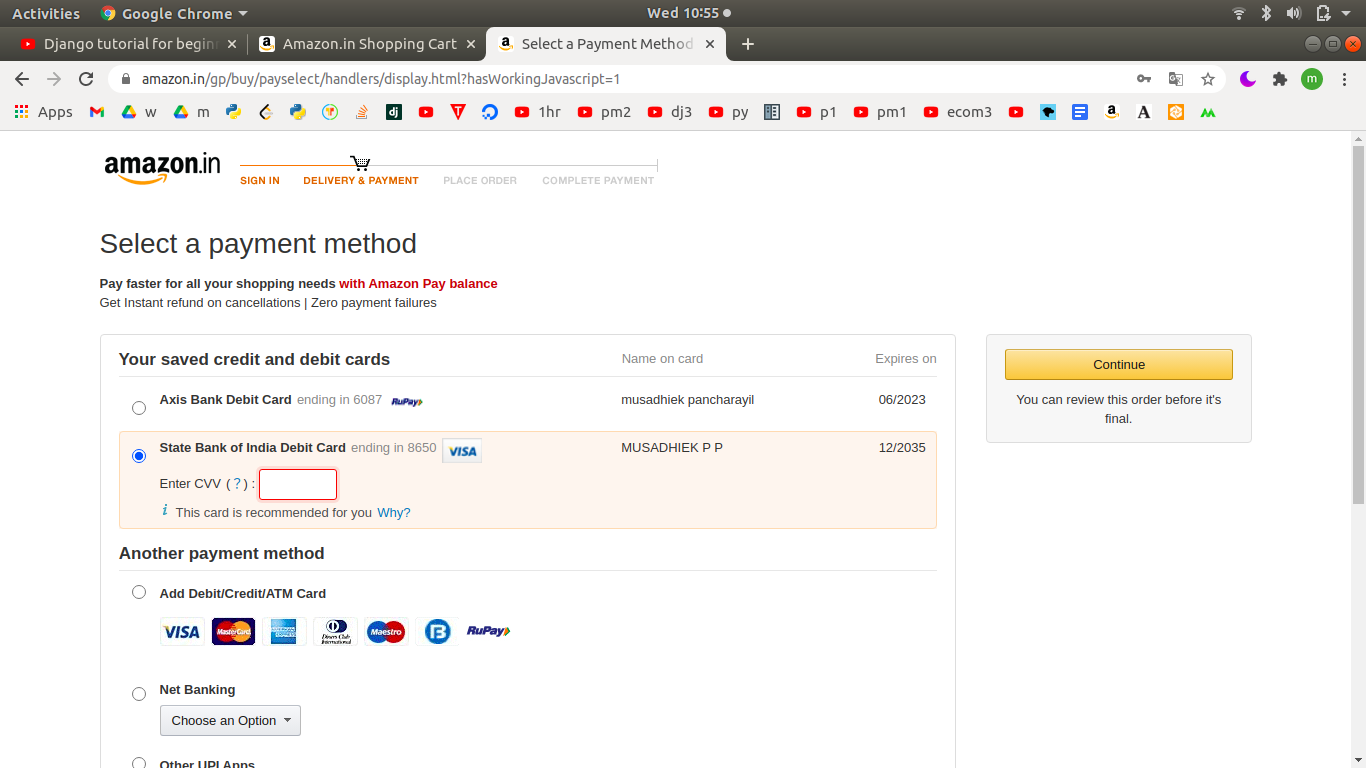 Activities Google Chrome Wed 10:55
Django tutorial for begin Amazon.in Shopping Cart Select a Payment Method
amazon.in/gp/buy/payselect/handlers/display.html?hasWorkingJavascript=1 m
Apps w m dj 1hr pm2 dj3 py p1 pm1 ecom3
amazon.in
SIGN IN DELIVERY & PAYMENT PLACE ORDER COMPLETE PAYMENT
Select a payment method
Pay faster for all your shopping needs with Amazon Pay balance
Get Instant refund on cancellations | Zero payment failures
Your saved credit and debit cards Name on card Expires on
Axis Bank Debit Card ending in 6087 RuPay musadhiek pancharayil 06/2023
State Bank of India Debit Card ending in 8650 VISA MUSADHIEK P P 12/2035
Enter CVV (?) :
i This card is recommended for you Why?
Another payment method
Add Debit/Credit/ATM Card
VISA MasterCard AMERICAN EXPRESS Diners Club International Maestro B RuPay
Net Banking
Choose an Option
Other UPI Apps
Continue
You can review this order before it's
final.